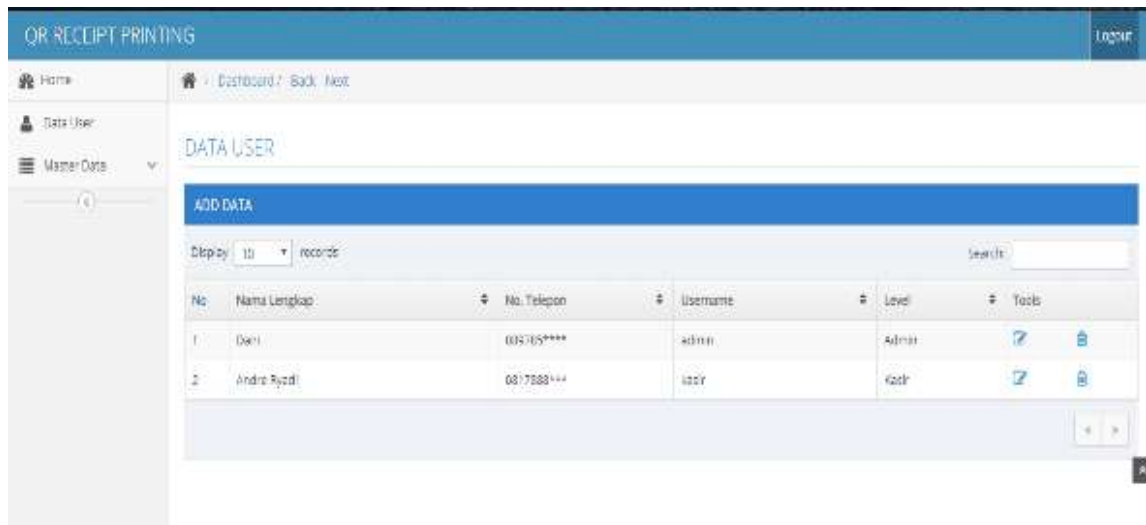 QR RECEIPT PRINTING
Logout
Home
Dashboard / Back Next
Data User
DATA USER
Master Data
ADD DATA
Display 10 records
Search:
No Nama Lengkap No. Telepon Username Level Tools
1 Dani admin Admin
2 Andre Ryadi 0817888*** kasir Kasir